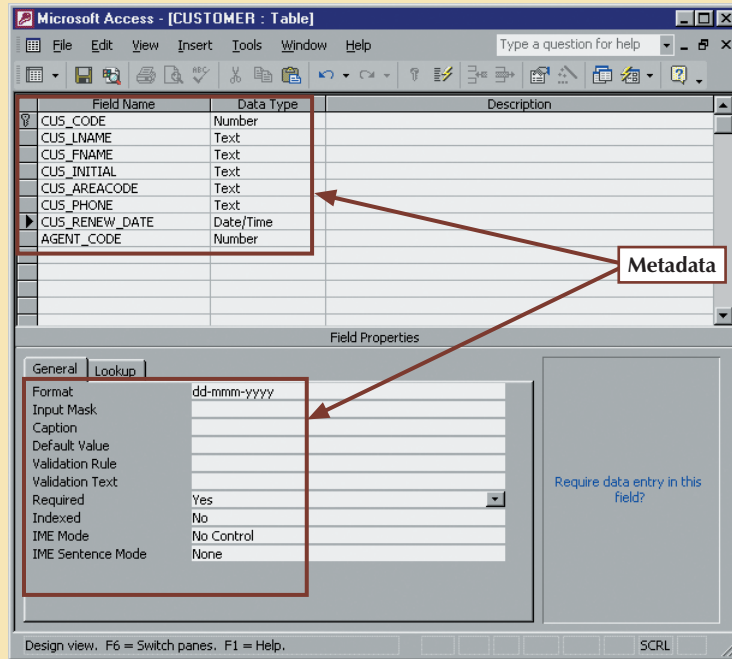 Microsoft Access - [CUSTOMER : Table]
File Edit View Insert Tools Window Help Type a question for help
Field Name Data Type Description
CUS_CODE Number
CUS_LNAME Text
CUS_FNAME Text
CUS_INITIAL Text
CUS_AREACODE Text
CUS_PHONE Text
CUS_RENEW_DATE Date/Time
AGENT_CODE Number
Metadata
Field Properties
General Lookup
Format dd-mmm-yyyy
Input Mask
Caption
Default Value
Validation Rule
Validation Text
Required Yes
Indexed No
IME Mode No Control
IME Sentence Mode None
Require data entry in this
field?
Design view. F6 = Switch panes. F1 = Help. SCRL